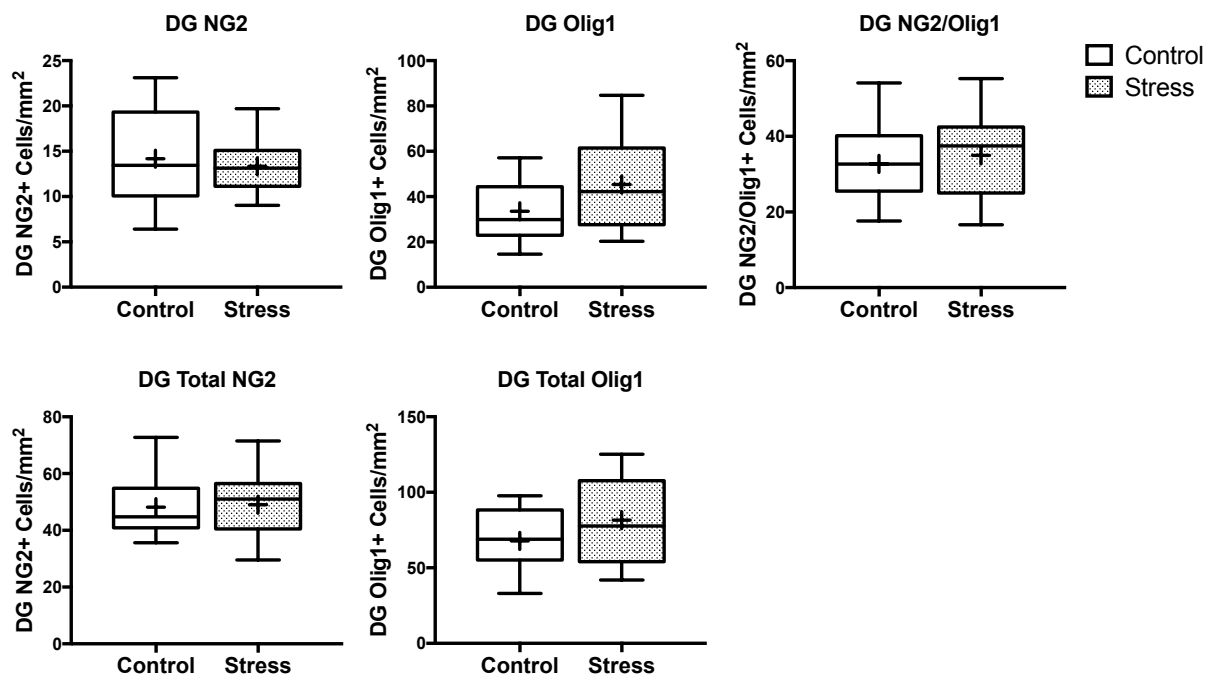 DG NG2
DG NG2+ Cells/mm²
25
20
15
10
5
0
Control
Stress
DG Olig1
DG Olig1+ Cells/mm²
100
80
60
40
20
0
Control
Stress
DG NG2/Olig1
DG NG2/Olig1+ Cells/mm²
60
40
20
0
Control
Stress
Control
Stress
DG Total NG2
DG NG2+ Cells/mm²
80
60
40
20
0
Control
Stress
DG Total Olig1
DG Olig1+ Cells/mm²
150
100
50
0
Control
Stress